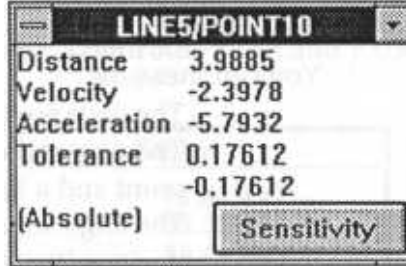 LINE5/POINT10
Distance 3.9885
Velocity -2.3978
Acceleration -5.7932
Tolerance 0.17612
-0.17612
(Absolute)
Sensitivity